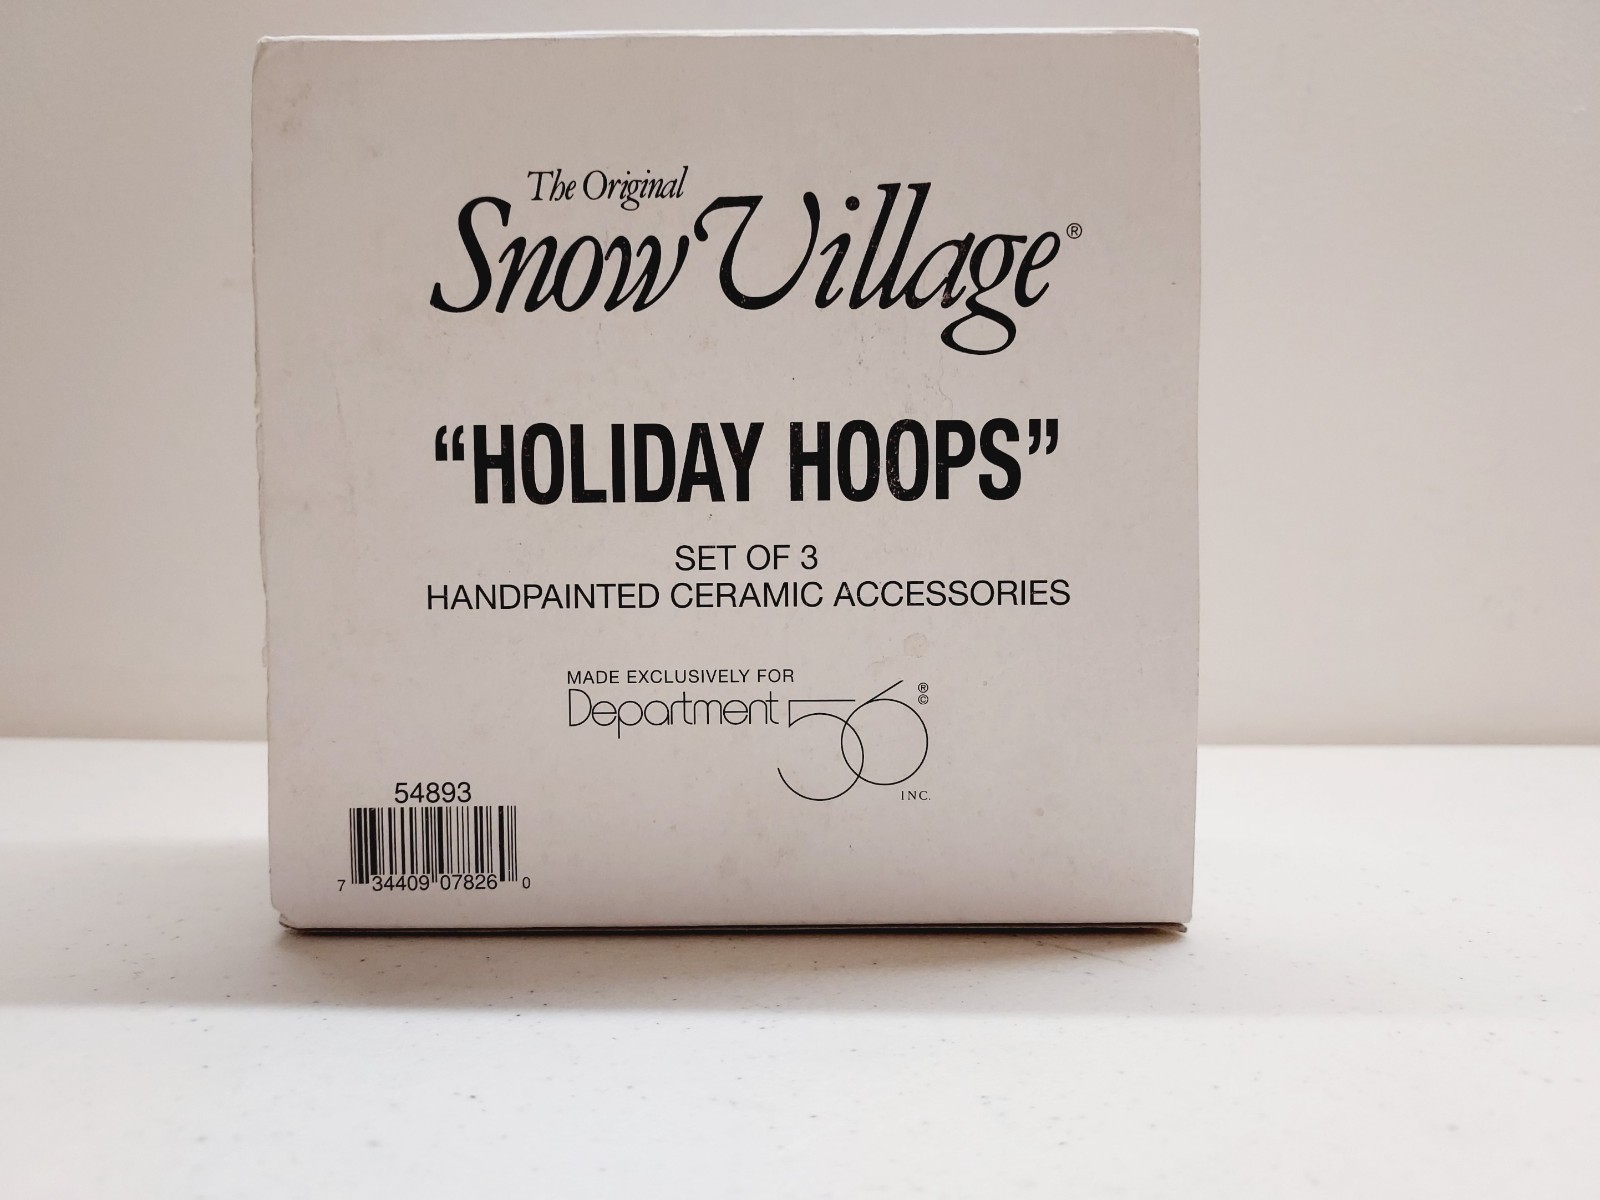 The Original
Snow Village®
“HOLIDAY HOOPS”
SET OF 3
HANDPAINTED CERAMIC ACCESSORIES
MADE EXCLUSIVELY FOR
Department 56 ® ©
INC.
54893
7 34409 07826 0